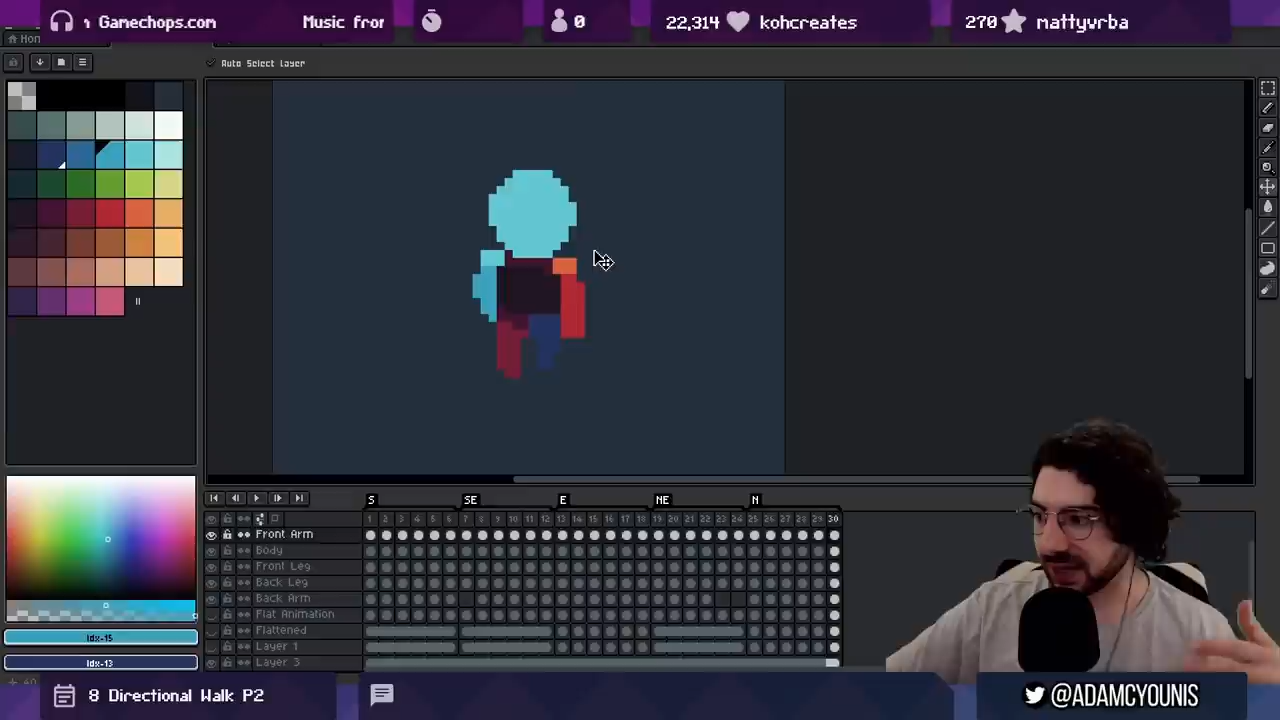 Gamechops.com
Music fror
0
22,314
kohcreates
270
mattywrba
Hom
Auto Select Layer
S
SE
E
NE
N
1 2 3 4 5 6 7 8 9 10 11 12 13 14 15 16 17 18 19 20 21 22 23 24 25 26 27 28 29 30
Front Arm
Body
Front Leg
Back Leg
Back Arm
Flat Animation
Flattened
Layer 1
Layer 3
Idx-15
Idx-13
8 Directional Walk P2
@ADAMCYOUNIS